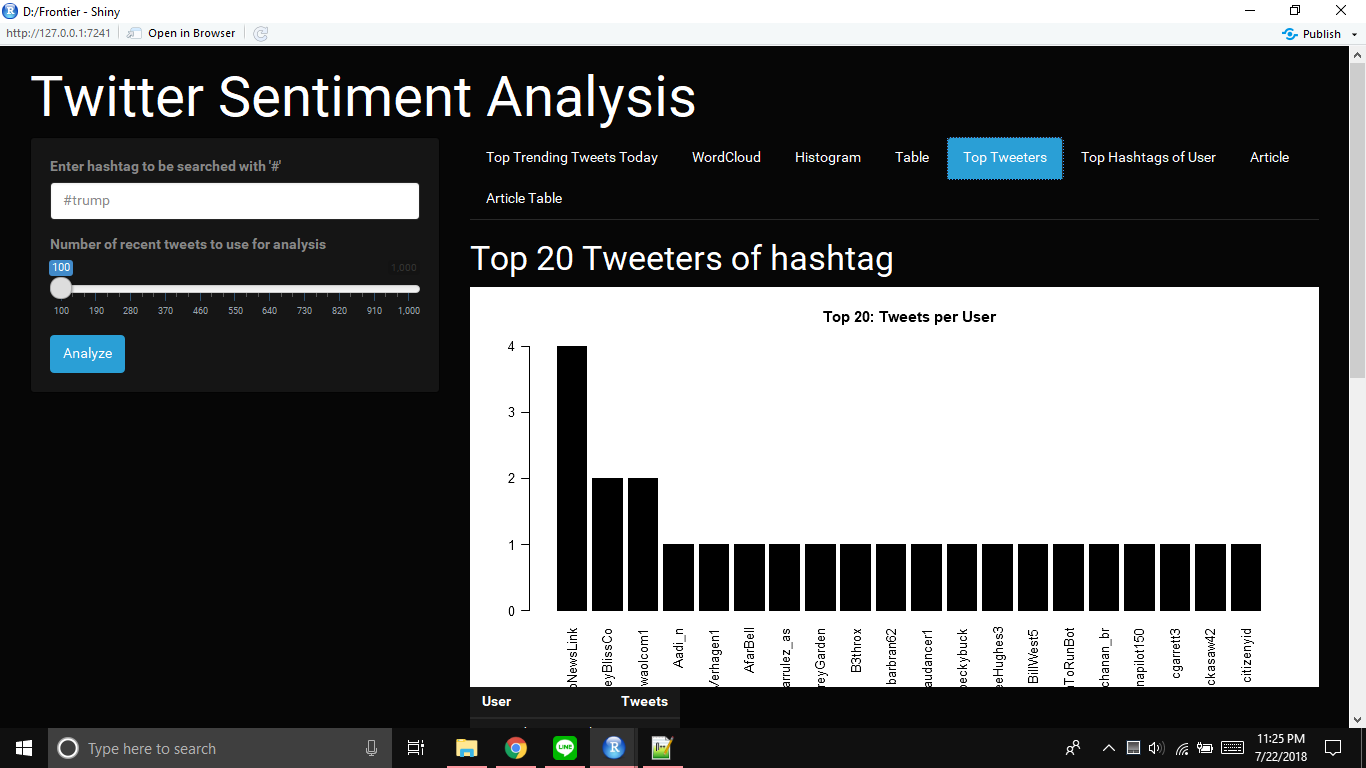 D:/Frontier - Shiny
http://127.0.0.1:7241 Open in Browser Publish
Twitter Sentiment Analysis
Enter hashtag to be searched with '#'
#trump
Number of recent tweets to use for analysis
100 1,000
100 190 280 370 460 550 640 730 820 910 1,000
Analyze
Top Trending Tweets Today WordCloud Histogram Table Top Tweeters Top Hashtags of User Article
Article Table
Top 20 Tweeters of hashtag
Top 20: Tweets per User
4
3
2
1
0
oNewsLink
eyBlissCo
waolcom1
Aadi_n
Verhagen1
AfarBell
arrulez_as
reyGarden
B3throx
barbran62
audancer1
beckybuck
eeHughes3
BillWest5
ToRunBot
chanan_br
napilot150
cgarrett3
ckasaw42
citizenyid
User Tweets
Type here to search
LINE
R
11:25 PM
7/22/2018